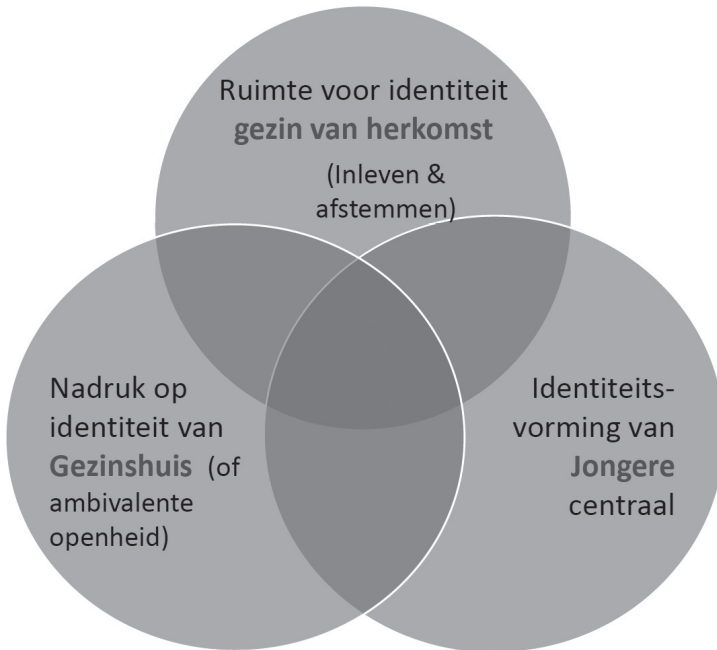 Ruimte voor identiteit
gezin van herkomst
(Inleven &
afstemmen)
Nadruk op
identiteit van
Gezinshuis (of
ambivalente
openheid)
Identiteits-
vorming van
Jongere
centraal